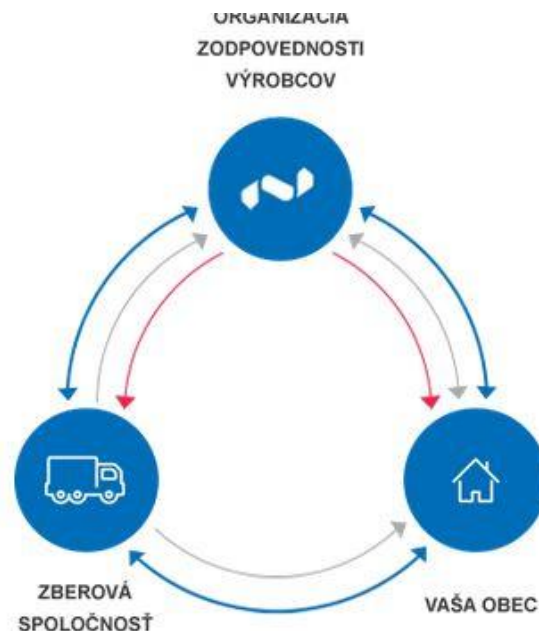 ORGANIZÁCIA
ZODPOVEDNOSTI
VÝROBCOV
ZBEROVÁ
SPOLOČNOSŤ
VAŠA OBEC